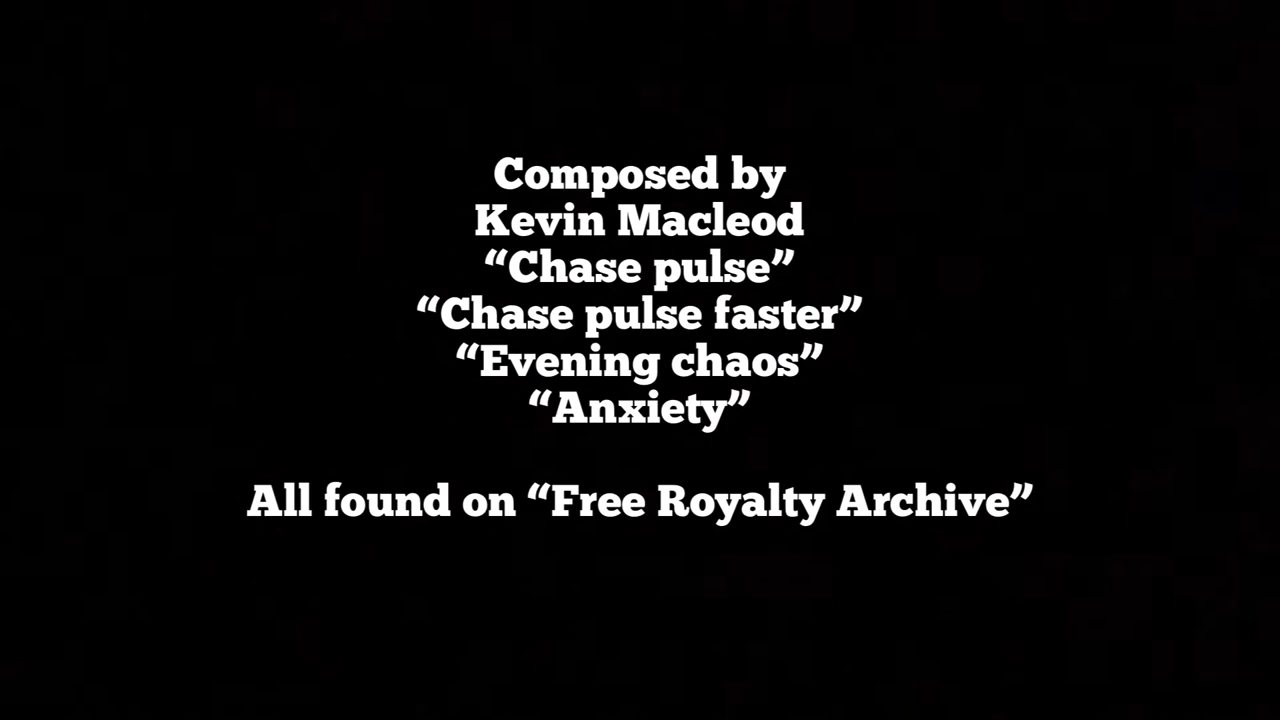 Composed by
Kevin Macleod
“Chase pulse”
“Chase pulse faster”
“Evening chaos”
“Anxiety”
All found on “Free Royalty Archive”